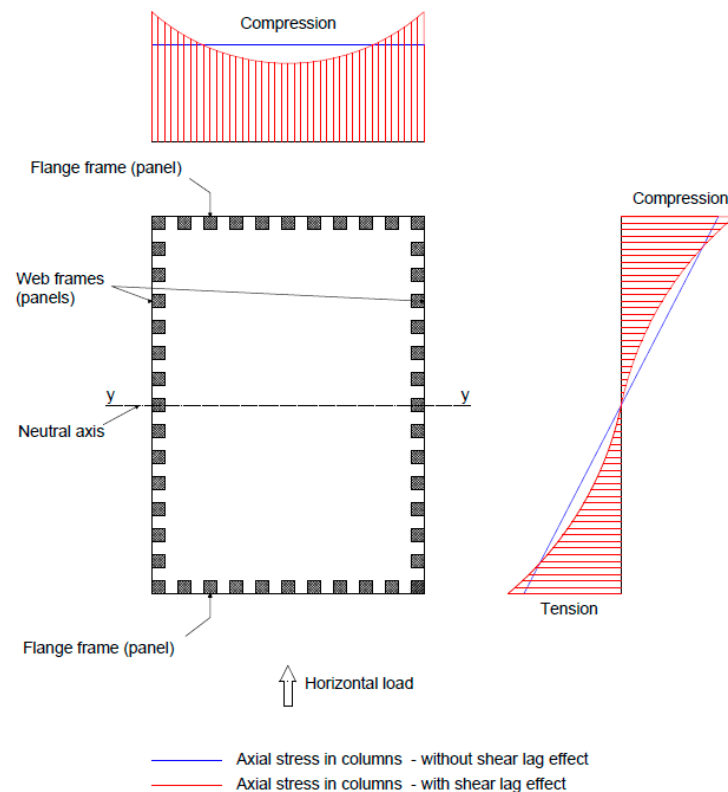 Compression
Flange frame (panel)
Compression
Web frames
(panels)
y
y
Neutral axis
Tension
Flange frame (panel)
Horizontal load
Axial stress in columns - without shear lag effect
Axial stress in columns - with shear lag effect